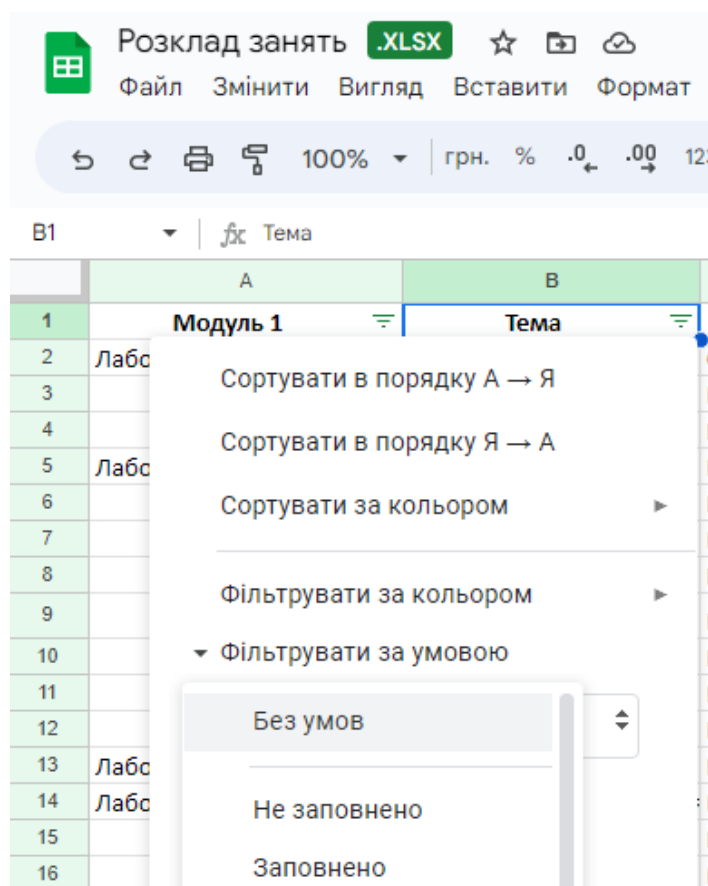 Розклад занять .XLSX
Файл Змінити Вигляд Вставити Формат
100% грн. % .0 .00 12
B1 fx Тема
A B
1 Модуль 1 Тема
2 Лабо
Сортувати в порядку А → Я
3
4
Сортувати в порядку Я → А
5 Лабо
6
Сортувати за кольором
7
8
Фільтрувати за кольором
9
10
Фільтрувати за умовою
11
12
Без умов
13 Лабо
14 Лабо
Не заповнено
15
16
Заповнено